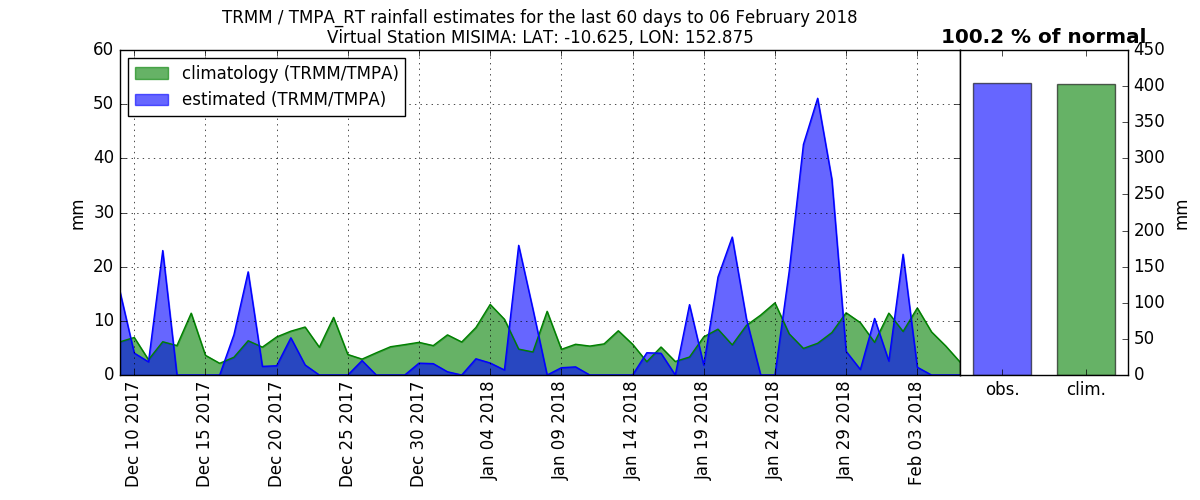 TRMM / TMPA_RT rainfall estimates for the last 60 days to 06 February 2018
Virtual Station MISIMA: LAT: -10.625, LON: 152.875
100.2 % of normal
climatology (TRMM/TMPA)
estimated (TRMM/TMPA)
60
50
40
30
20
10
0
mm
450
400
350
300
250
200
150
100
50
0
mm
Dec 10 2017
Dec 15 2017
Dec 20 2017
Dec 25 2017
Dec 30 2017
Jan 04 2018
Jan 09 2018
Jan 14 2018
Jan 19 2018
Jan 24 2018
Jan 29 2018
Feb 03 2018
obs.
clim.